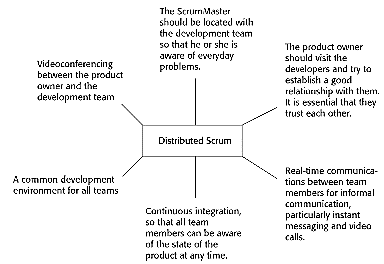 The ScrumMaster
should be located with
the development team
so that he or she is
aware of everyday
problems.
The product owner
should visit the
developers and try to
establish a good
relationship with them.
It is essential that they
trust each other.
Videoconferencing
between the product
owner and the
development team
Distributed Scrum
A common development
environment for all teams
Continuous integration,
so that all team
members can be aware
of the state of the
product at any time.
Real-time communica-
tions between team
members for informal
communication,
particularly instant
messaging and video
calls.